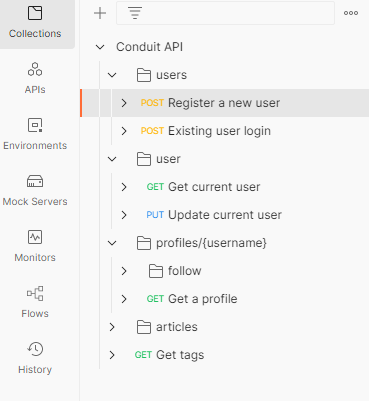 Collections
APIs
Environments
Mock Servers
Monitors
Flows
History
Conduit API
users
POST Register a new user
POST Existing user login
user
GET Get current user
PUT Update current user
profiles/{username}
follow
GET Get a profile
articles
GET Get tags